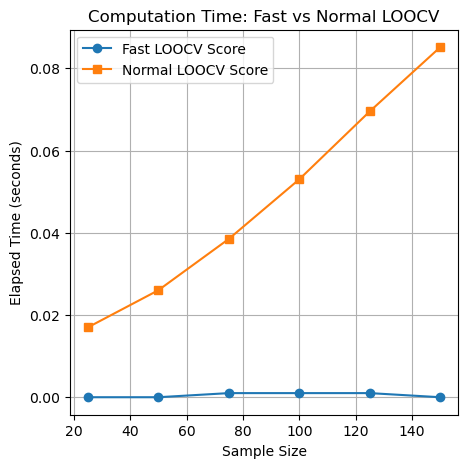 Computation Time: Fast vs Normal LOOCV
Fast LOOCV Score
Normal LOOCV Score
Elapsed Time (seconds)
0.08
0.06
0.04
0.02
0.00
20 40 60 80 100 120 140
Sample Size